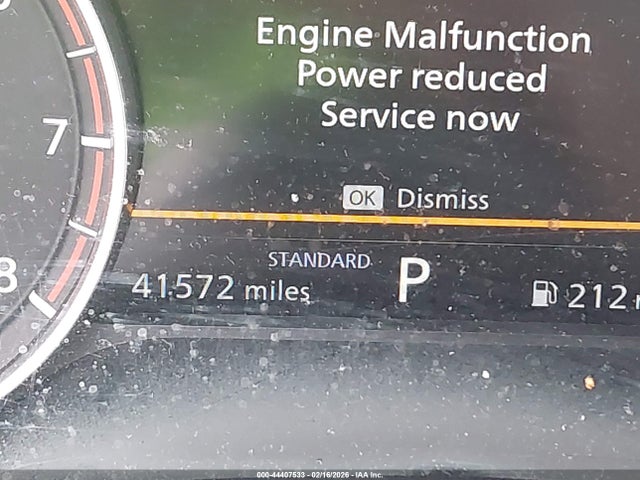 Engine Malfunction
Power reduced
Service now
7
OK Dismiss
STANDARD
8
41572 miles P 212
000-44407533 - 02/16/2026 - IAA Inc.